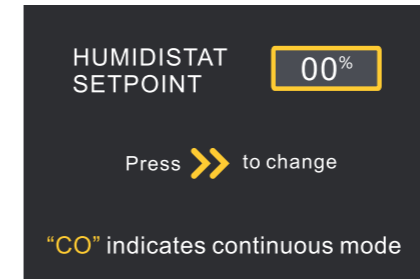 HUMIDISTAT
SETPOINT
00%
Press >> to change
“CO” indicates continuous mode